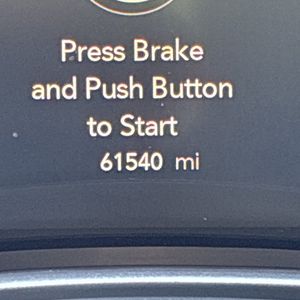 Press Brake
and Push Button
to Start
61540 mi